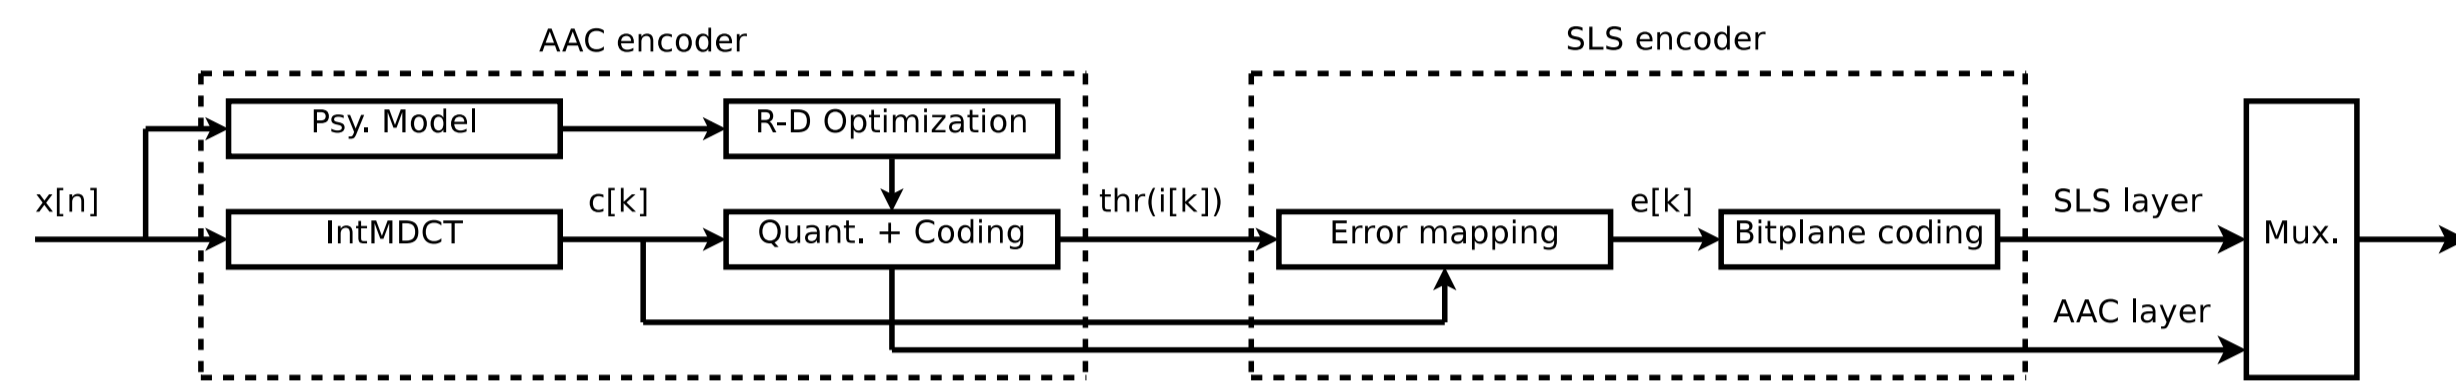 AAC encoder
SLS encoder
Psy. Model
R-D Optimization
x[n]
IntMDCT
c[k]
Quant. + Coding
thr(i[k])
Error mapping
e[k]
Bitplane coding
SLS layer
Mux.
AAC layer